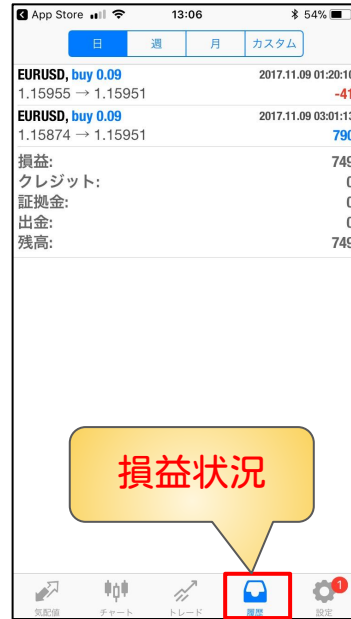 App Store 13:06 54%
日 週 月 カスタム
EURUSD, buy 0.09 2017.11.09 01:20:10
1.15955 → 1.15951 -41
EURUSD, buy 0.09 2017.11.09 03:01:13
1.15874 → 1.15951 790
損益: 749
クレジット: 0
証拠金: 0
出金: 0
残高: 749
損益状況
1
気配値 チャート トレード 履歴 設定